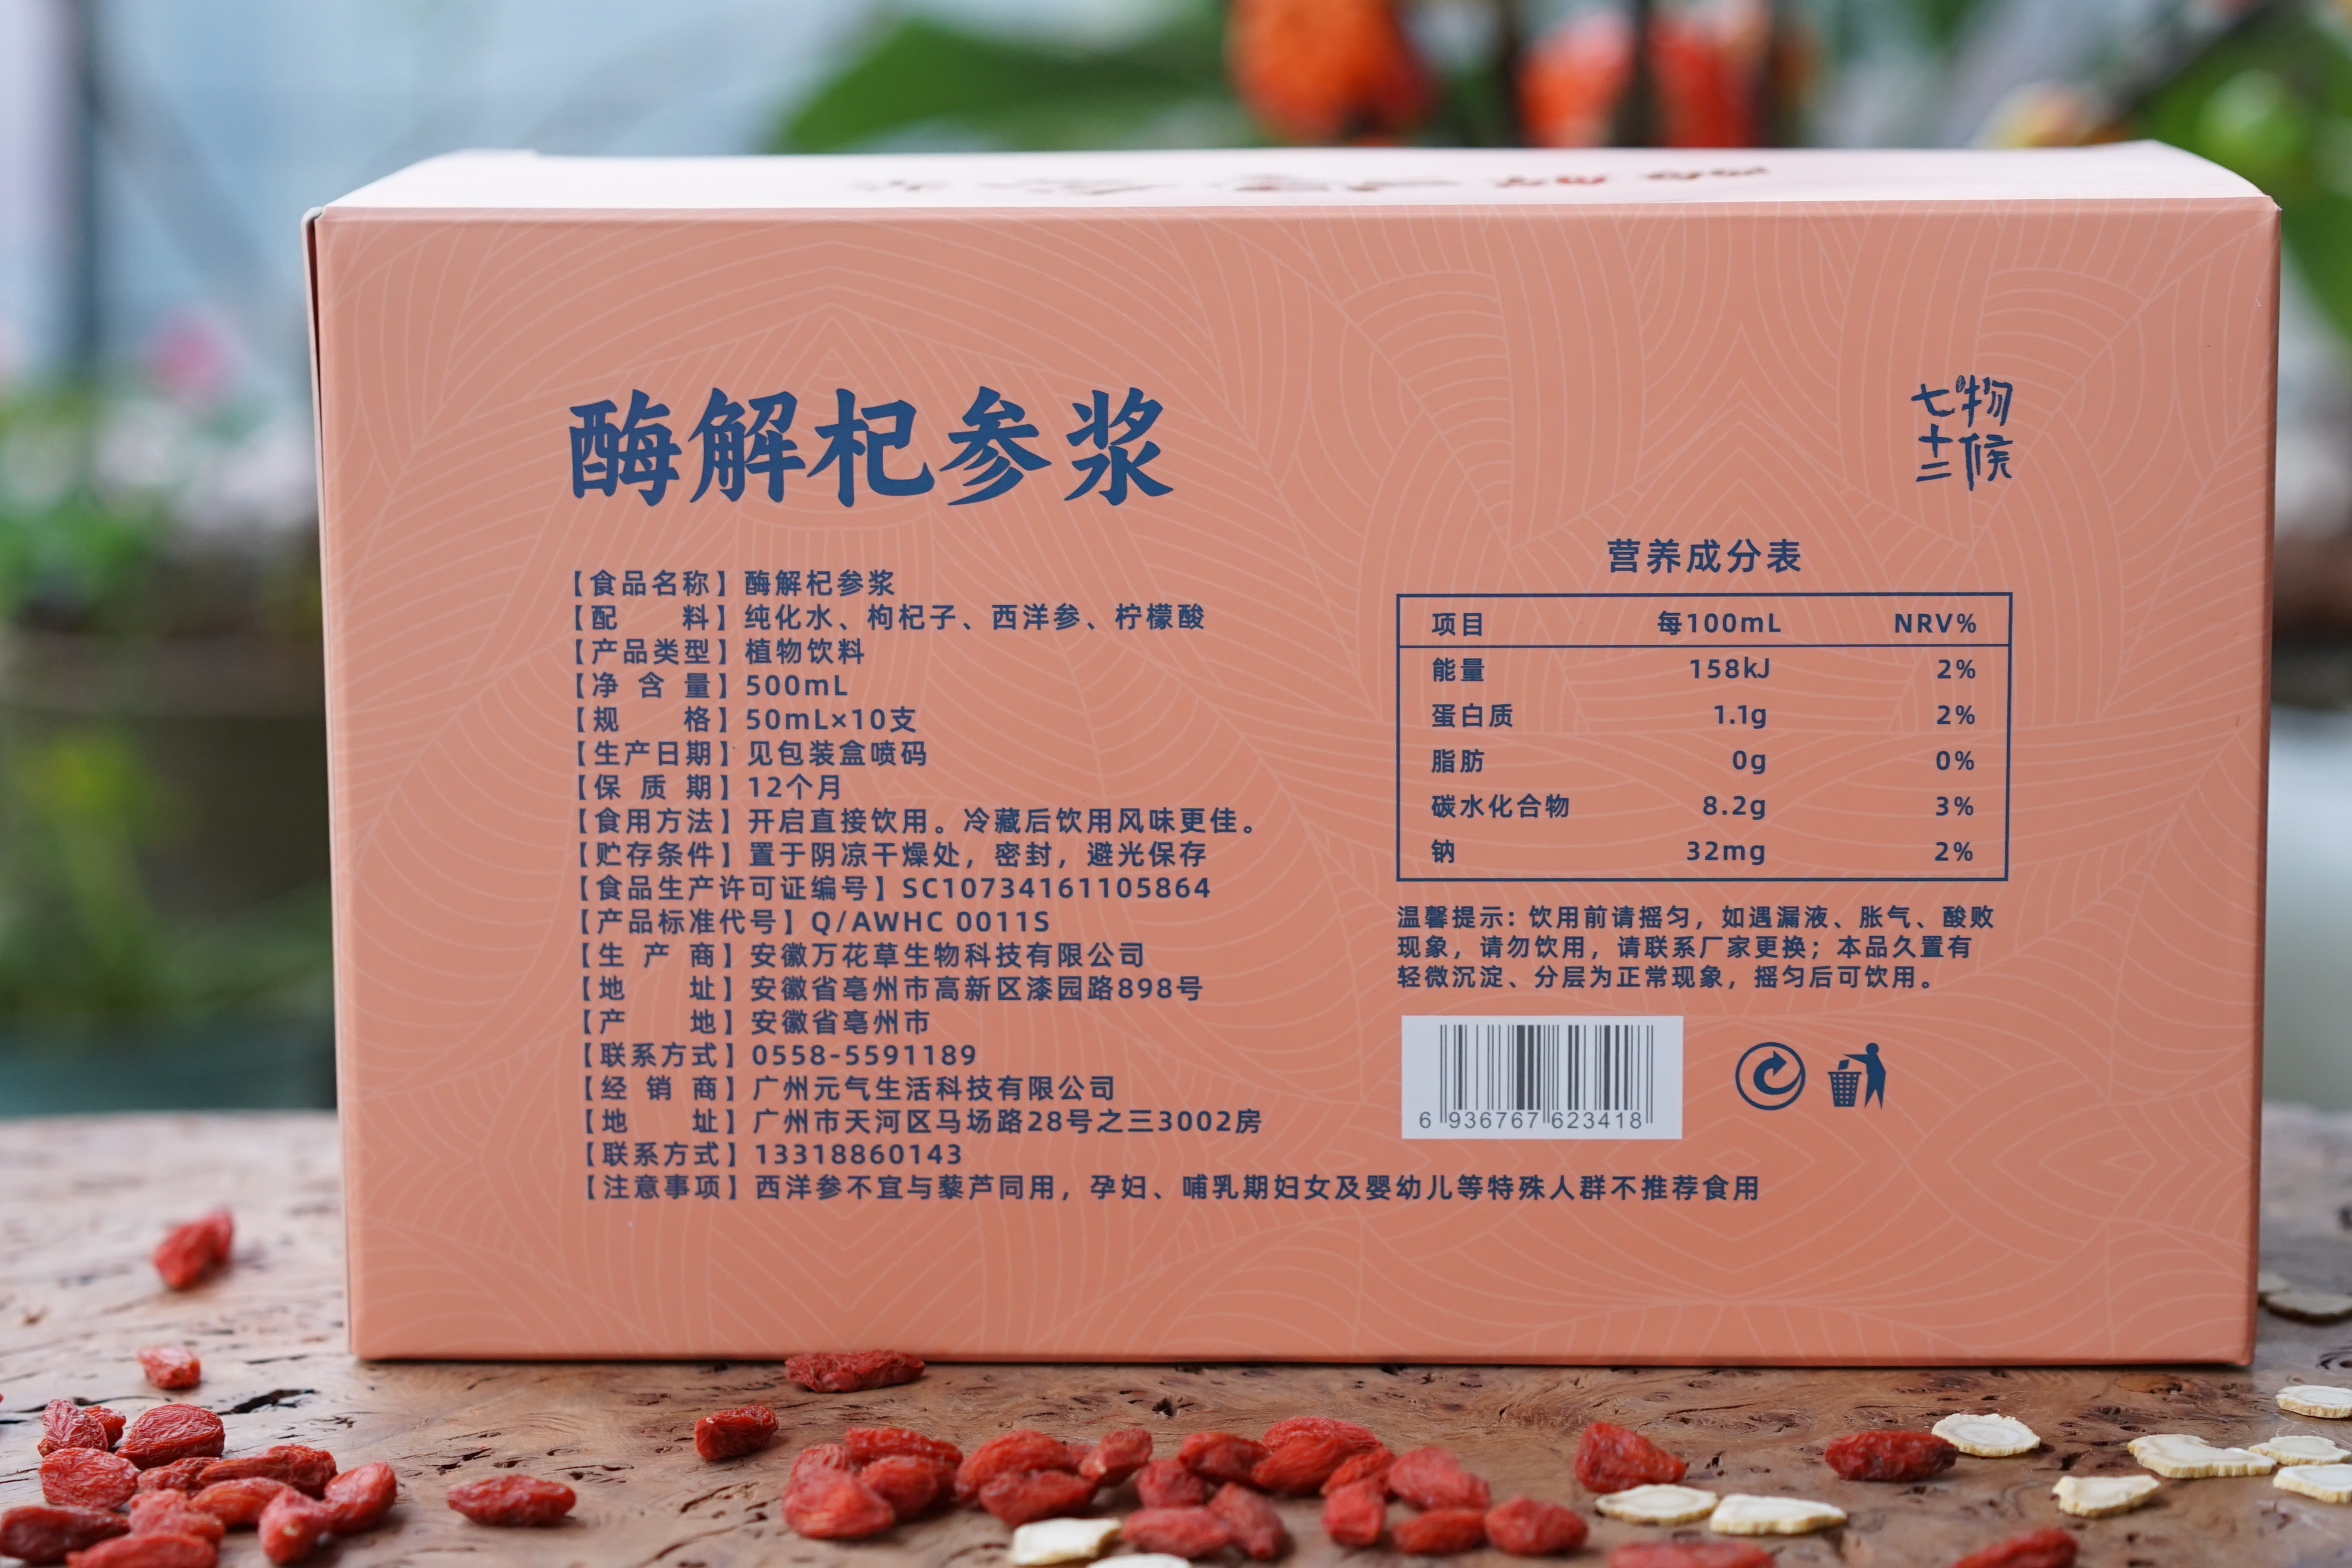 酶解杞参浆
【食品名称】酶解杞参浆
【配 料】纯化水、枸杞子、西洋参、柠檬酸
【产品类型】植物饮料
【净 含 量】500mL
【规 格】50mL×10支
【生产日期】见包装盒喷码
【保 质 期】12个月
【食用方法】开启直接饮用。冷藏后饮用风味更佳。
【贮存条件】置于阴凉干燥处，密封，避光保存
【食品生产许可证编号】SC10734161105864
【产品标准代号】Q/AWHC 0011S
【生 产 商】安徽万花草生物科技有限公司
【地 址】安徽省亳州市高新区漆园路898号
【产 地】安徽省亳州市
【联系方式】0558-5591189
【经 销 商】广州元气生活科技有限公司
【地 址】广州市天河区马场路28号之三3002房
【联系方式】13318860143
【注意事项】西洋参不宜与藜芦同用，孕妇、哺乳期妇女及婴幼儿等特殊人群不推荐食用
七十二
物候
营养成分表
项目 每100mL NRV%
能量 158kJ 2%
蛋白质 1.1g 2%
脂肪 0g 0%
碳水化合物 8.2g 3%
钠 32mg 2%
温馨提示：饮用前请摇匀，如遇漏液、胀气、酸败
现象，请勿饮用，请联系厂家更换；本品久置有
轻微沉淀、分层为正常现象，摇匀后可饮用。
6 936767 623418